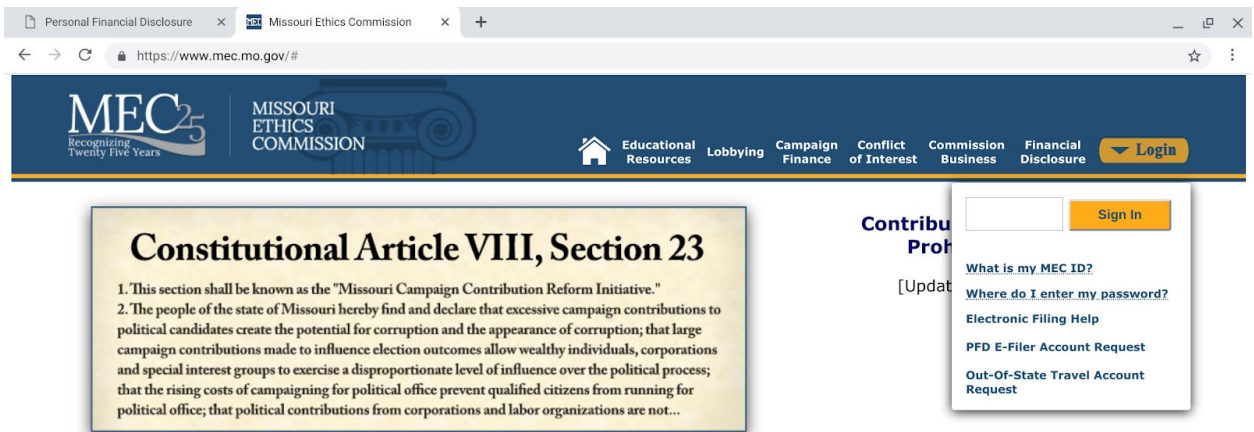 Personal Financial Disclosure
MEC Missouri Ethics Commission
https://www.mec.mo.gov/#
MEC25
Recognizing
Twenty Five Years
MISSOURI
ETHICS
COMMISSION
Educational
Resources
Lobbying
Campaign
Finance
Conflict
of Interest
Commission
Business
Financial
Disclosure
Login
Constitutional Article VIII, Section 23
1. This section shall be known as the "Missouri Campaign Contribution Reform Initiative."
2. The people of the state of Missouri hereby find and declare that excessive campaign contributions to
political candidates create the potential for corruption and the appearance of corruption; that large
campaign contributions made to influence election outcomes allow wealthy individuals, corporations
and special interest groups to exercise a disproportionate level of influence over the political process;
that the rising costs of campaigning for political office prevent qualified citizens from running for
political office; that political contributions from corporations and labor organizations are not...
Contribu
Proh
[Updat
Sign In
What is my MEC ID?
Where do I enter my password?
Electronic Filing Help
PFD E-Filer Account Request
Out-Of-State Travel Account
Request